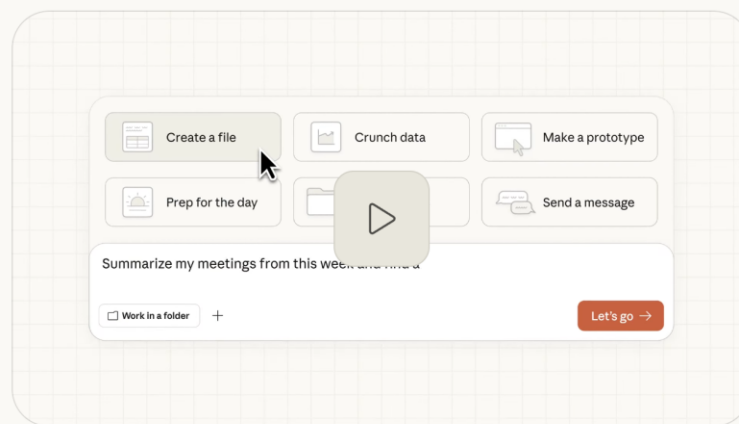 Create a file
Crunch data
Make a prototype
Prep for the day
Send a message
Summarize my meetings from this week and find a
Work in a folder
Let's go